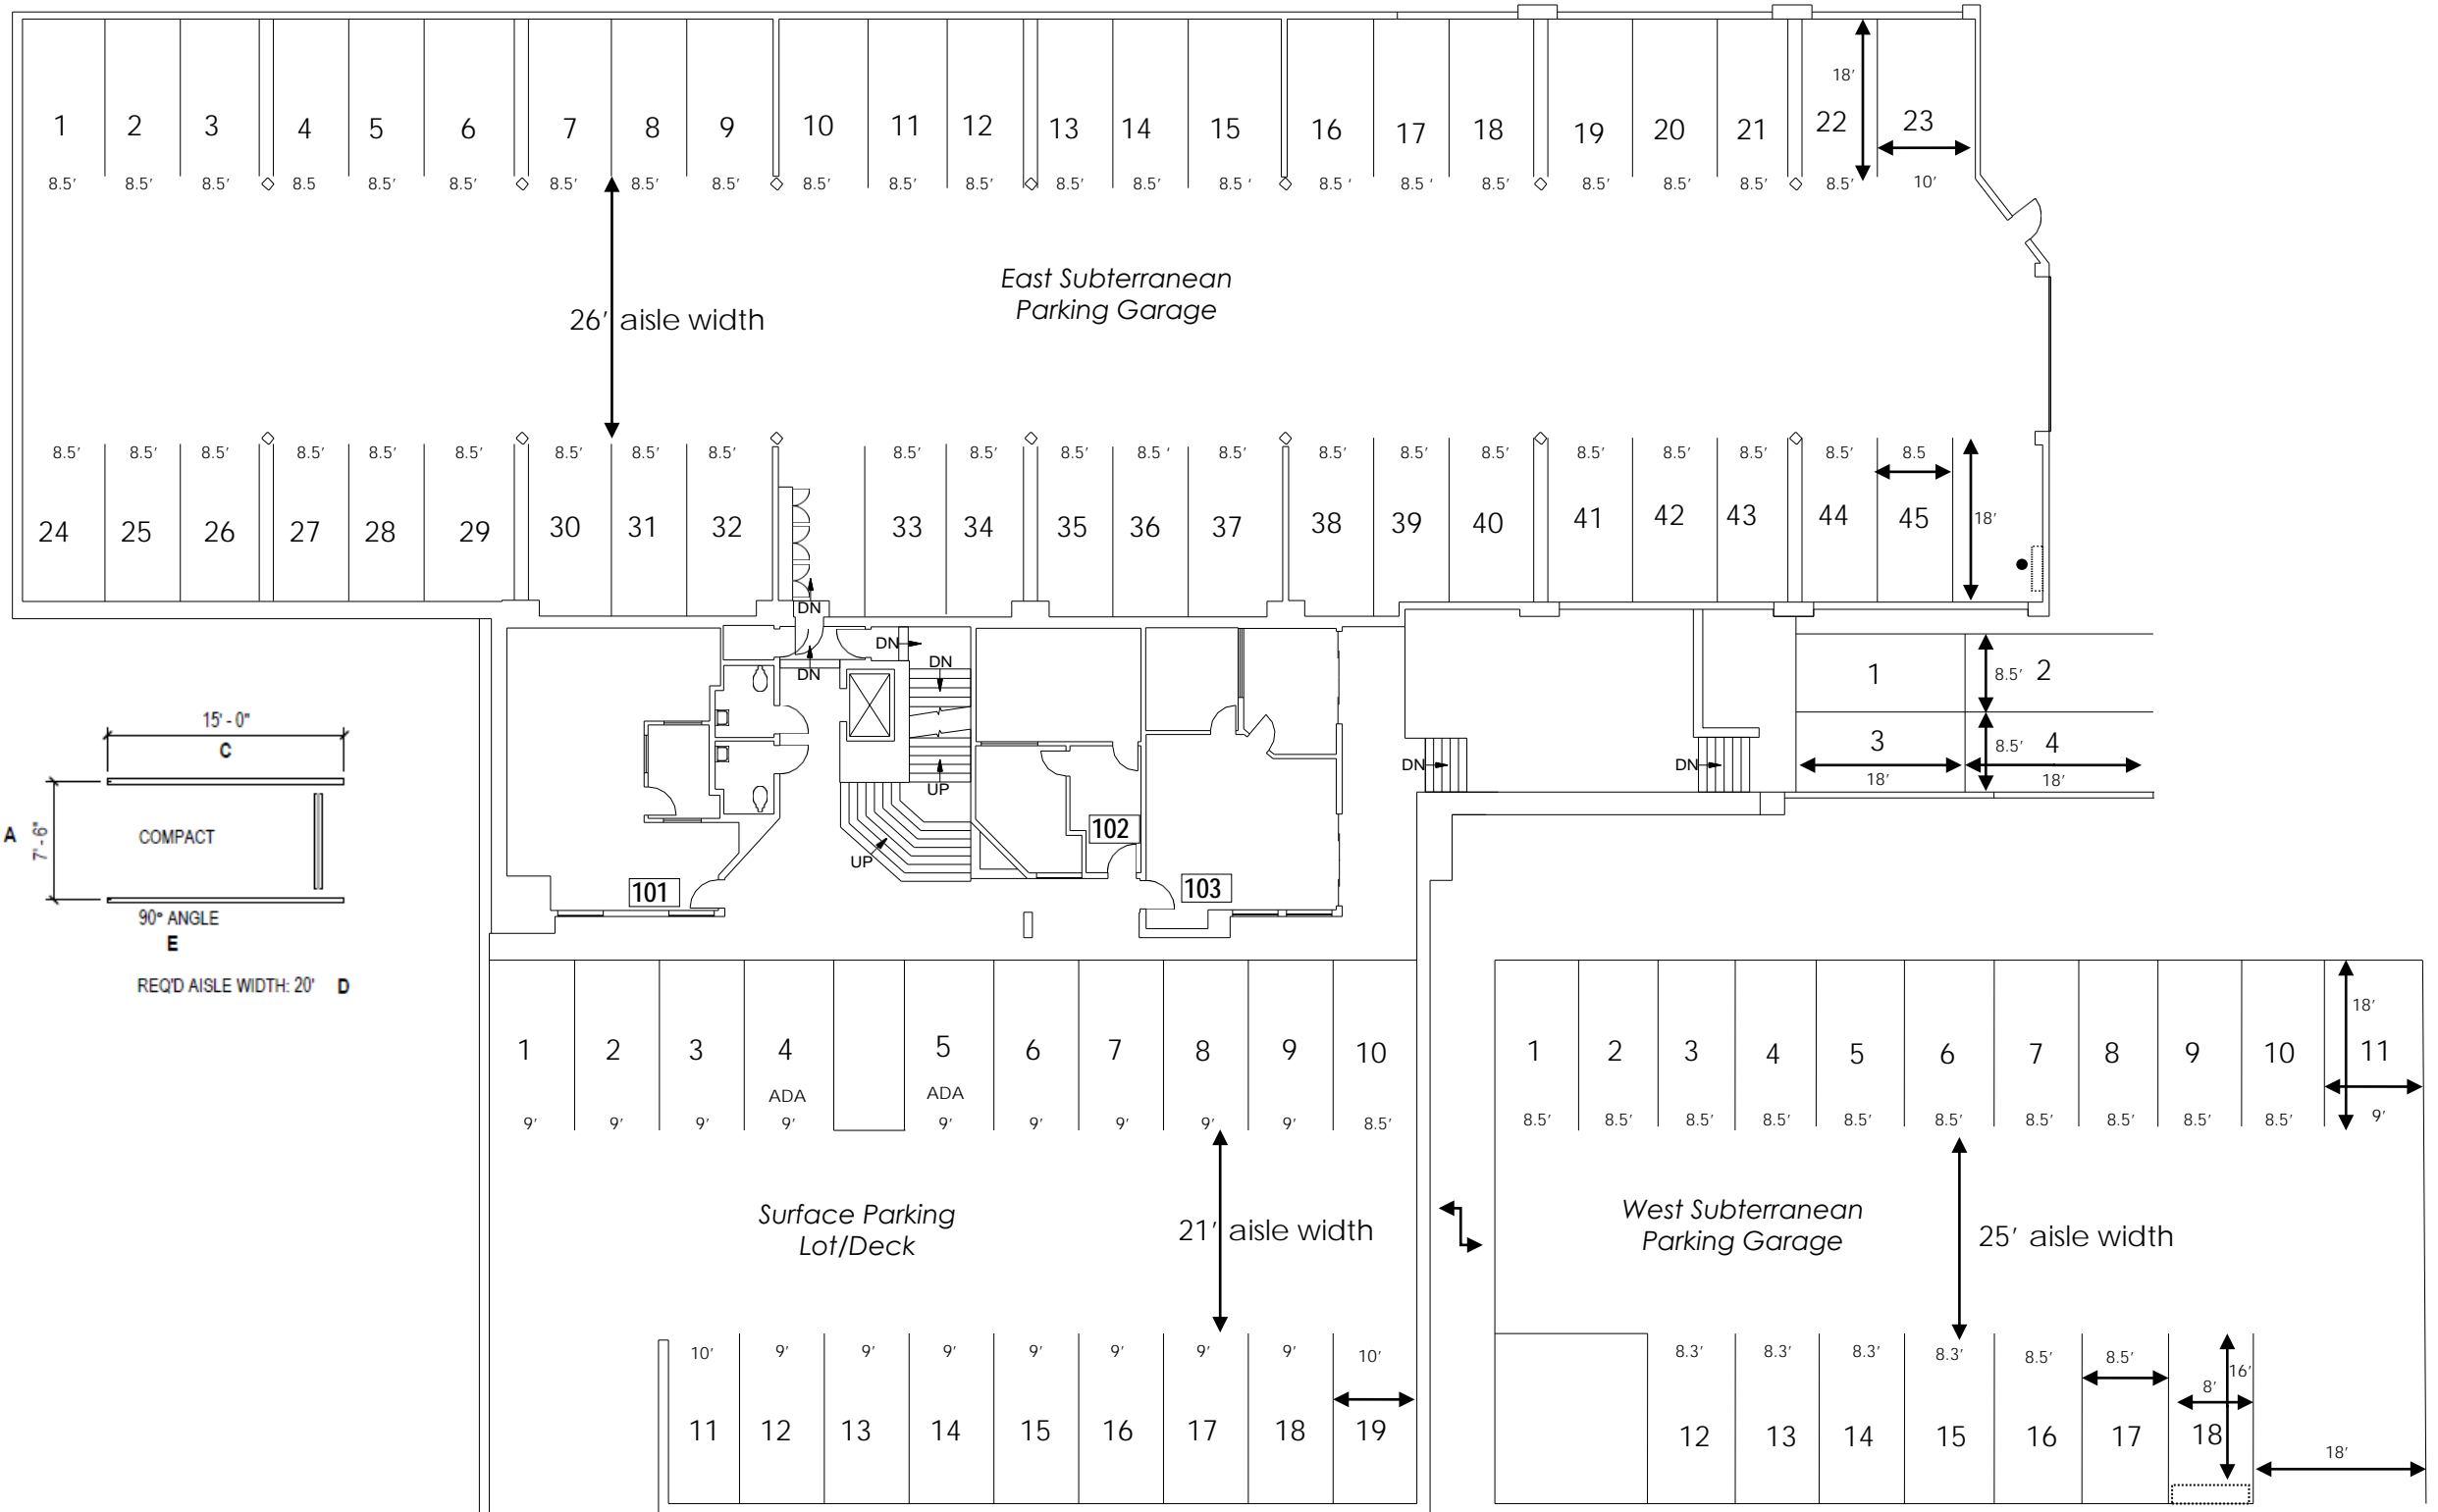 18'
1 2 3 4 5 6 7 8 9 10 11 12 13 14 15 16 17 18 19 20 21 22 23
8.5' 8.5' 8.5' 8.5 8.5' 8.5' 8.5' 8.5' 8.5' 8.5' 8.5' 8.5' 8.5' 8.5' 8.5 ' 8.5 ' 8.5 ' 8.5' 8.5' 8.5' 8.5' 8.5' 10'
East Subterranean
Parking Garage
26' aisle width
8.5' 8.5' 8.5' 8.5' 8.5' 8.5' 8.5' 8.5' 8.5' 8.5' 8.5' 8.5' 8.5 ' 8.5' 8.5' 8.5' 8.5' 8.5' 8.5' 8.5' 8.5' 8.5
24 25 26 27 28 29 30 31 32 33 34 35 36 37 38 39 40 41 42 43 44 45
18'
DN
DN
DN
DN
UP
UP
DN
DN
1 8.5' 2
3 8.5' 4
18' 18'
101
102
103
15' - 0"
C
A
7' - 6"
COMPACT
90° ANGLE
E
REQ'D AISLE WIDTH: 20' D
1 2 3 4 5 6 7 8 9 10
ADA ADA
9' 9' 9' 9' 9' 9' 9' 9' 9' 8.5'
Surface Parking
Lot/Deck
21' aisle width
10' 9' 9' 9' 9' 9' 9' 9' 10'
11 12 13 14 15 16 17 18 19
18'
1 2 3 4 5 6 7 8 9 10 11
8.5' 8.5' 8.5' 8.5' 8.5' 8.5' 8.5' 8.5' 8.5' 8.5' 9'
West Subterranean
Parking Garage
25' aisle width
8.3' 8.3' 8.3' 8.3' 8.5' 8.5' 16'
8'
12 13 14 15 16 17 18
18'